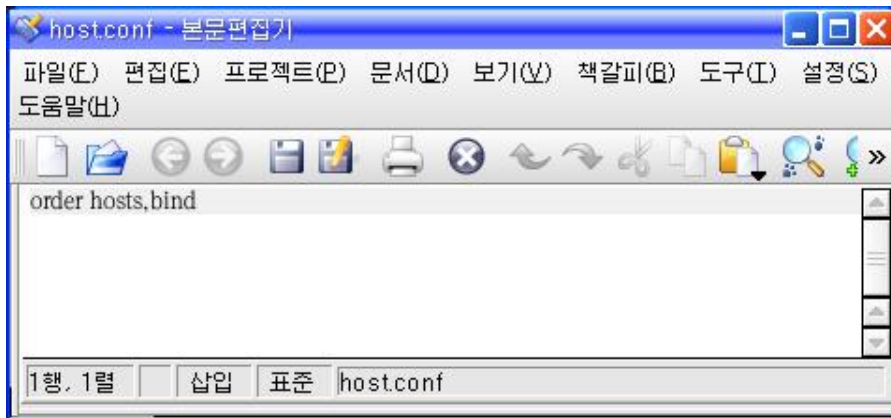 host.conf - 본문편집기
파일(F) 편집(E) 프로젝트(P) 문서(D) 보기(V) 책갈피(B) 도구(T) 설정(S)
도움말(H)
order hosts,bind
1행, 1렬 삽입 표준 host.conf